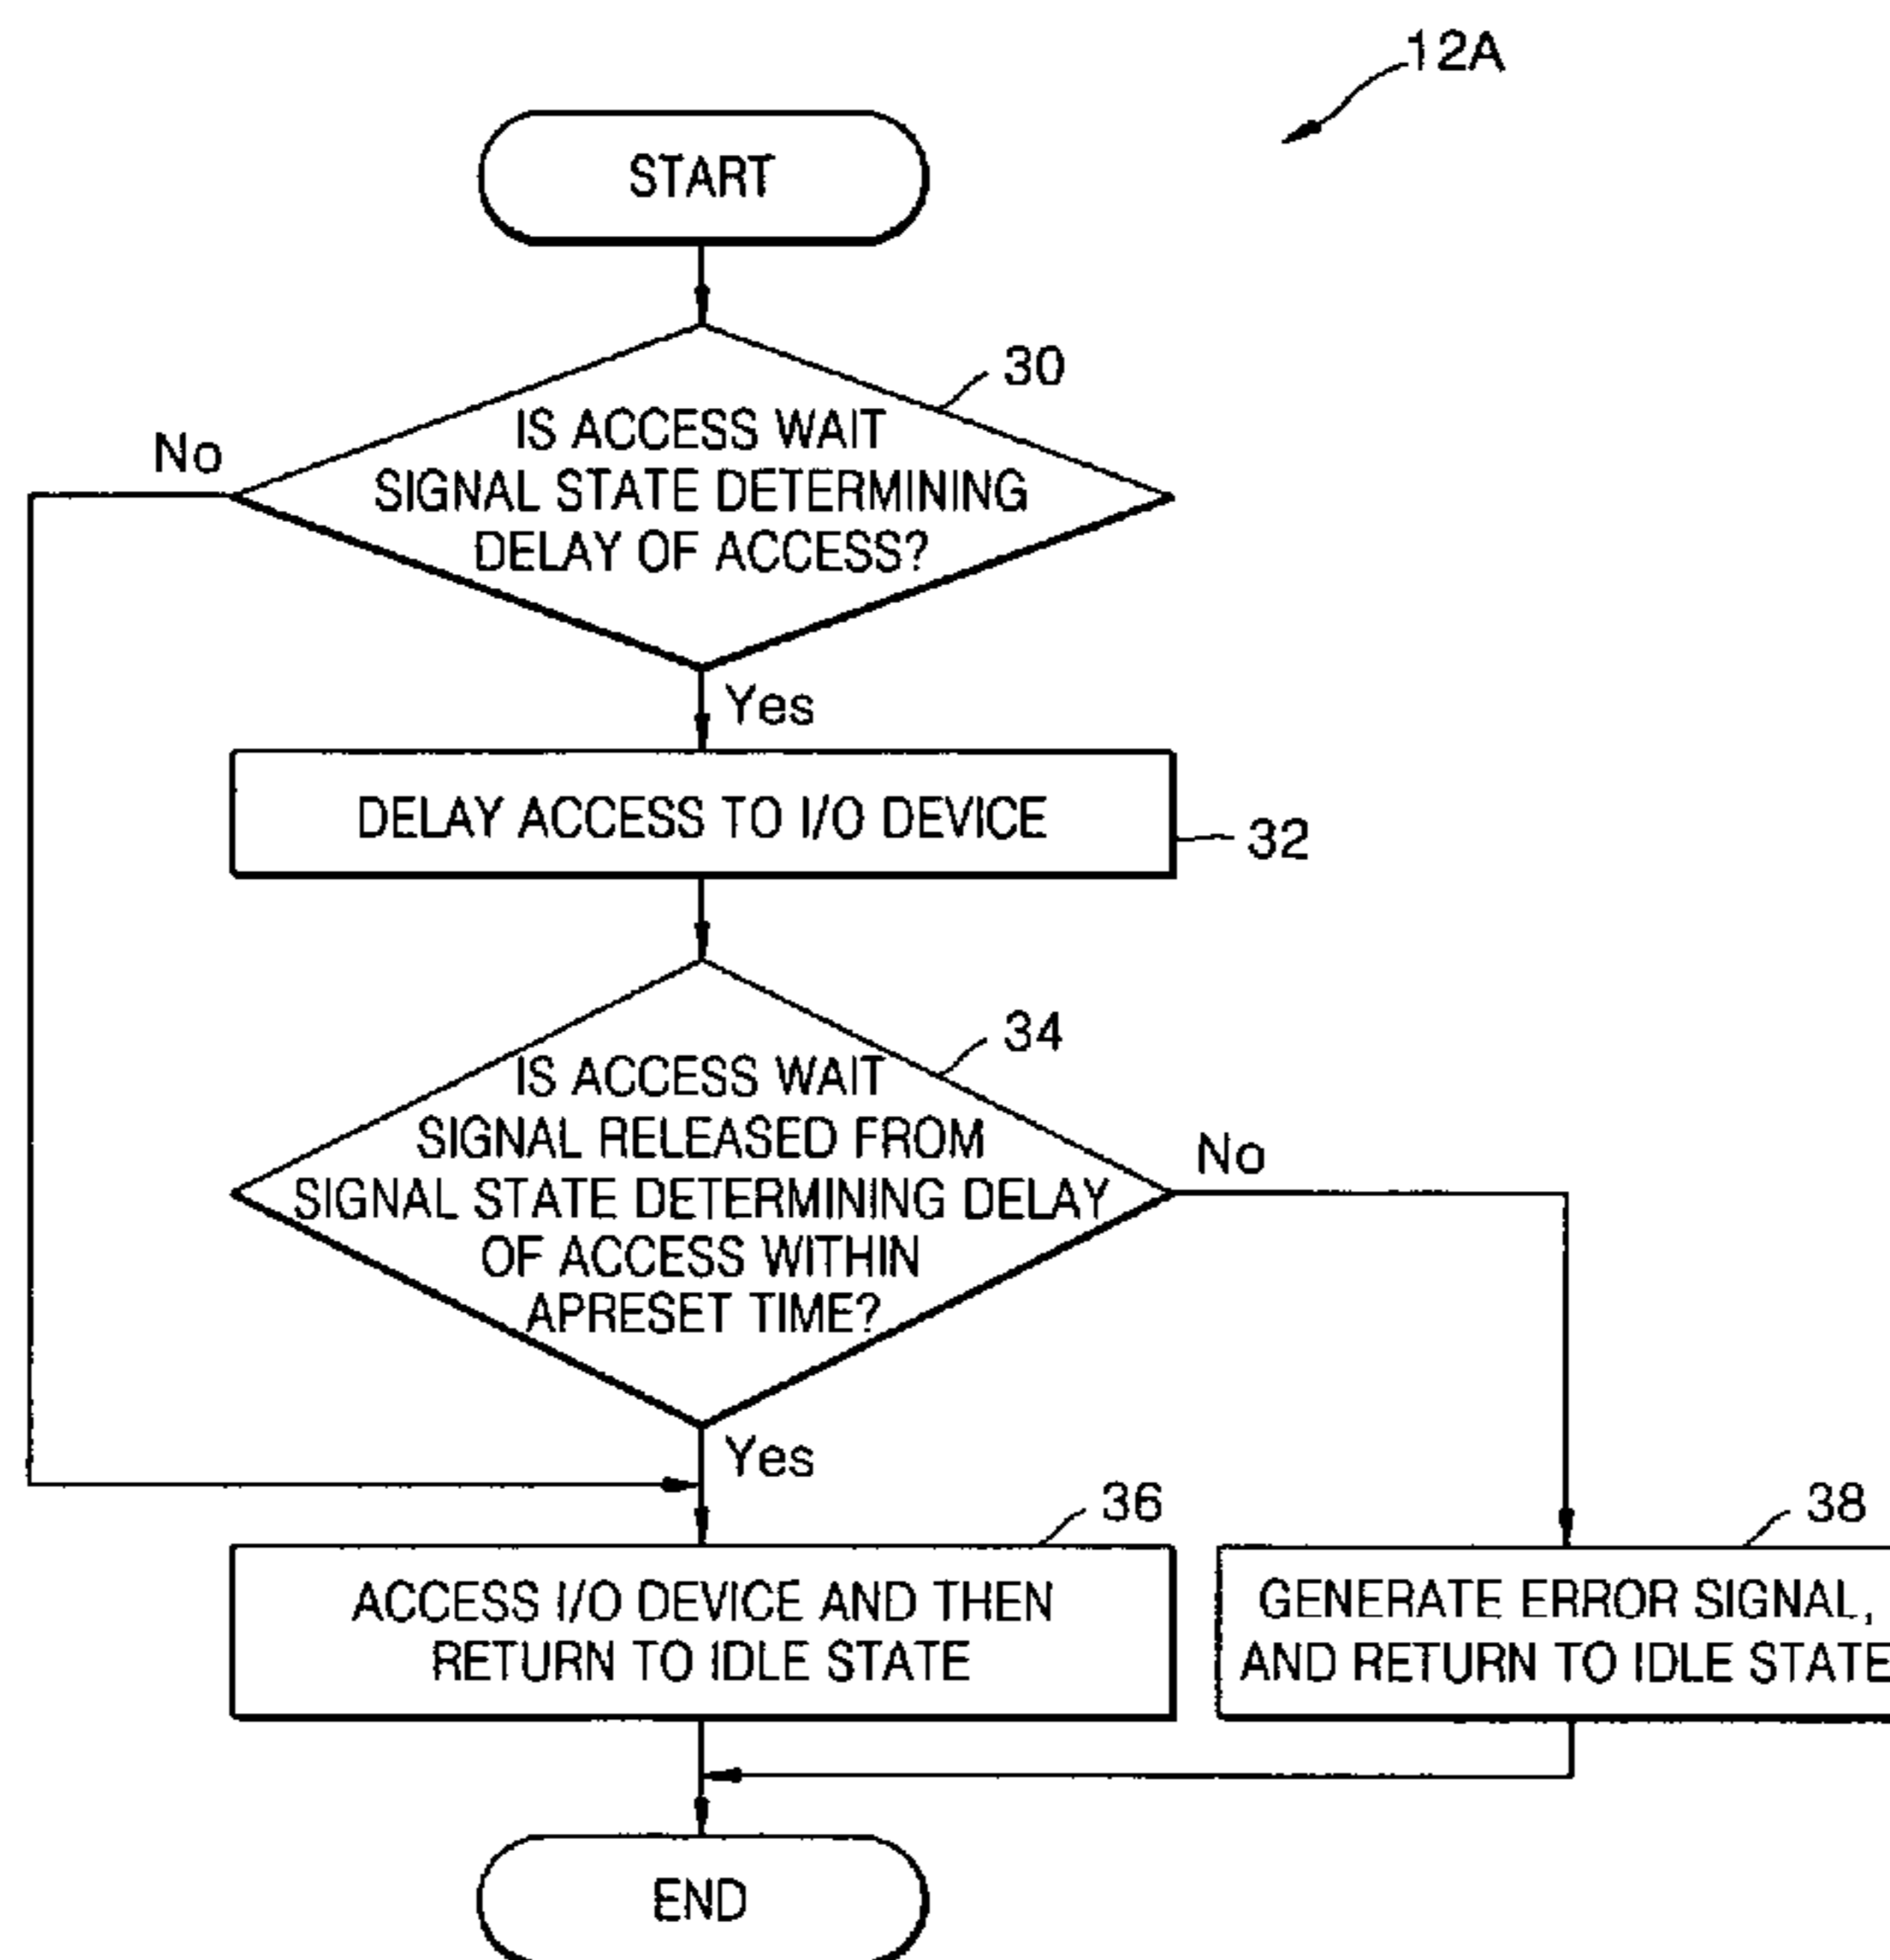 12A
START
30
IS ACCESS WAIT
SIGNAL STATE DETERMINING
DELAY OF ACCESS?
No
Yes
DELAY ACCESS TO I/O DEVICE
32
34
IS ACCESS WAIT
SIGNAL RELEASED FROM
SIGNAL STATE DETERMINING DELAY
OF ACCESS WITHIN
APRESET TIME?
No
Yes
36
ACCESS I/O DEVICE AND THEN
RETURN TO IDLE STATE
38
GENERATE ERROR SIGNAL,
AND RETURN TO IDLE STATE
END